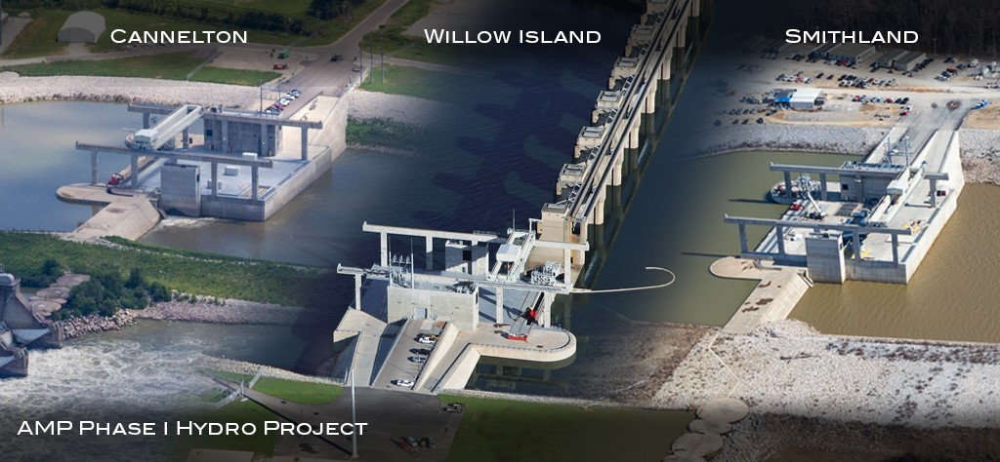 CANNELTON
WILLOW ISLAND
SMITHLAND
AMP PHASE I HYDRO PROJECT